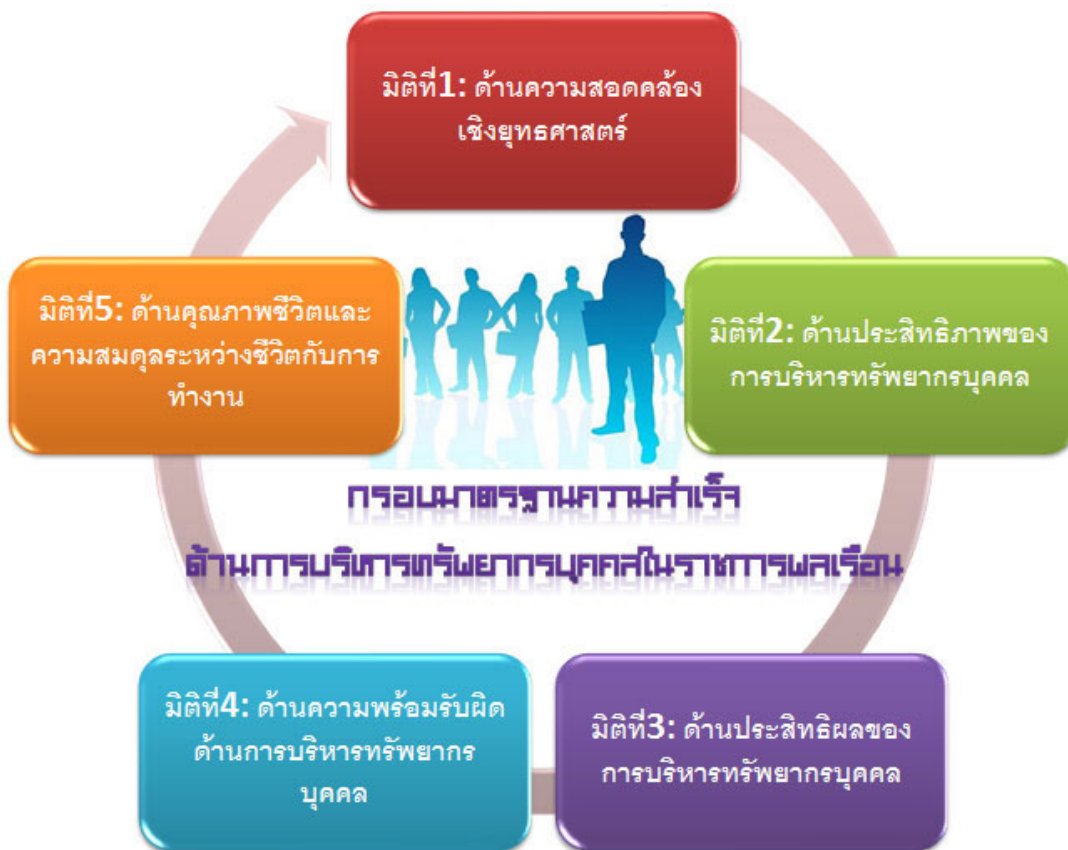 มิติที่1: ด้านความสอดคล้อง
เชิงยุทธศาสตร์
มิติที่2: ด้านประสิทธิภาพของ
การบริหารทรัพยากรบุคคล
มิติที่3: ด้านประสิทธิผลของ
การบริหารทรัพยากรบุคคล
มิติที่4: ด้านความพร้อมรับผิด
ด้านการบริหารทรัพยากร
บุคคล
มิติที่5: ด้านคุณภาพชีวิตและ
ความสมดุลระหว่างชีวิตกับการ
ทำงาน
กรอบมาตรฐานความสำเร็จ
ด้านการบริหารทรัพยากรบุคคลในราชการพลเรือน